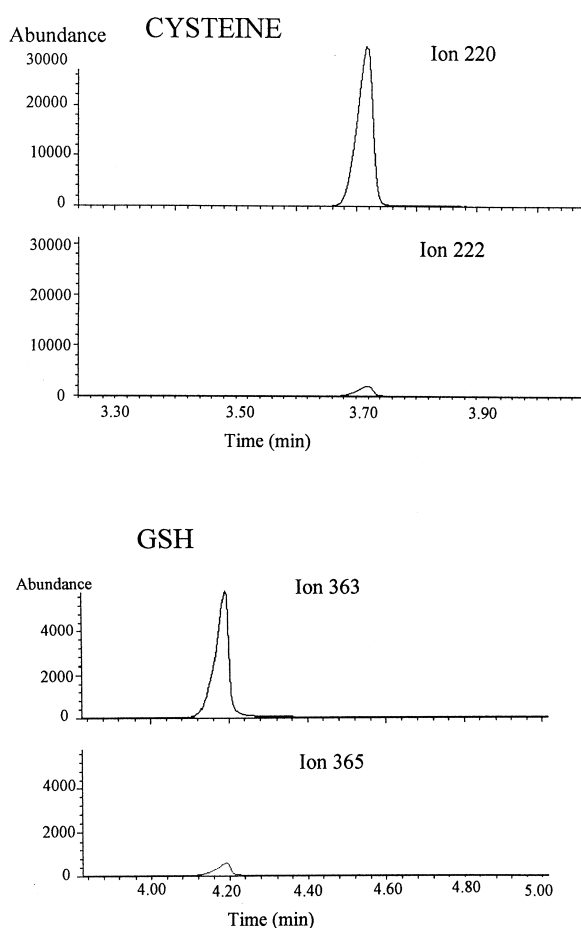 CYSTEINE
Abundance
Ion 220
30000
20000
10000
0
Ion 222
30000
20000
10000
0
3.30 3.50 3.70 3.90
Time (min)
GSH
Abundance
Ion 363
4000
2000
0
Ion 365
4000
2000
0
4.00 4.20 4.40 4.60 4.80 5.00
Time (min)